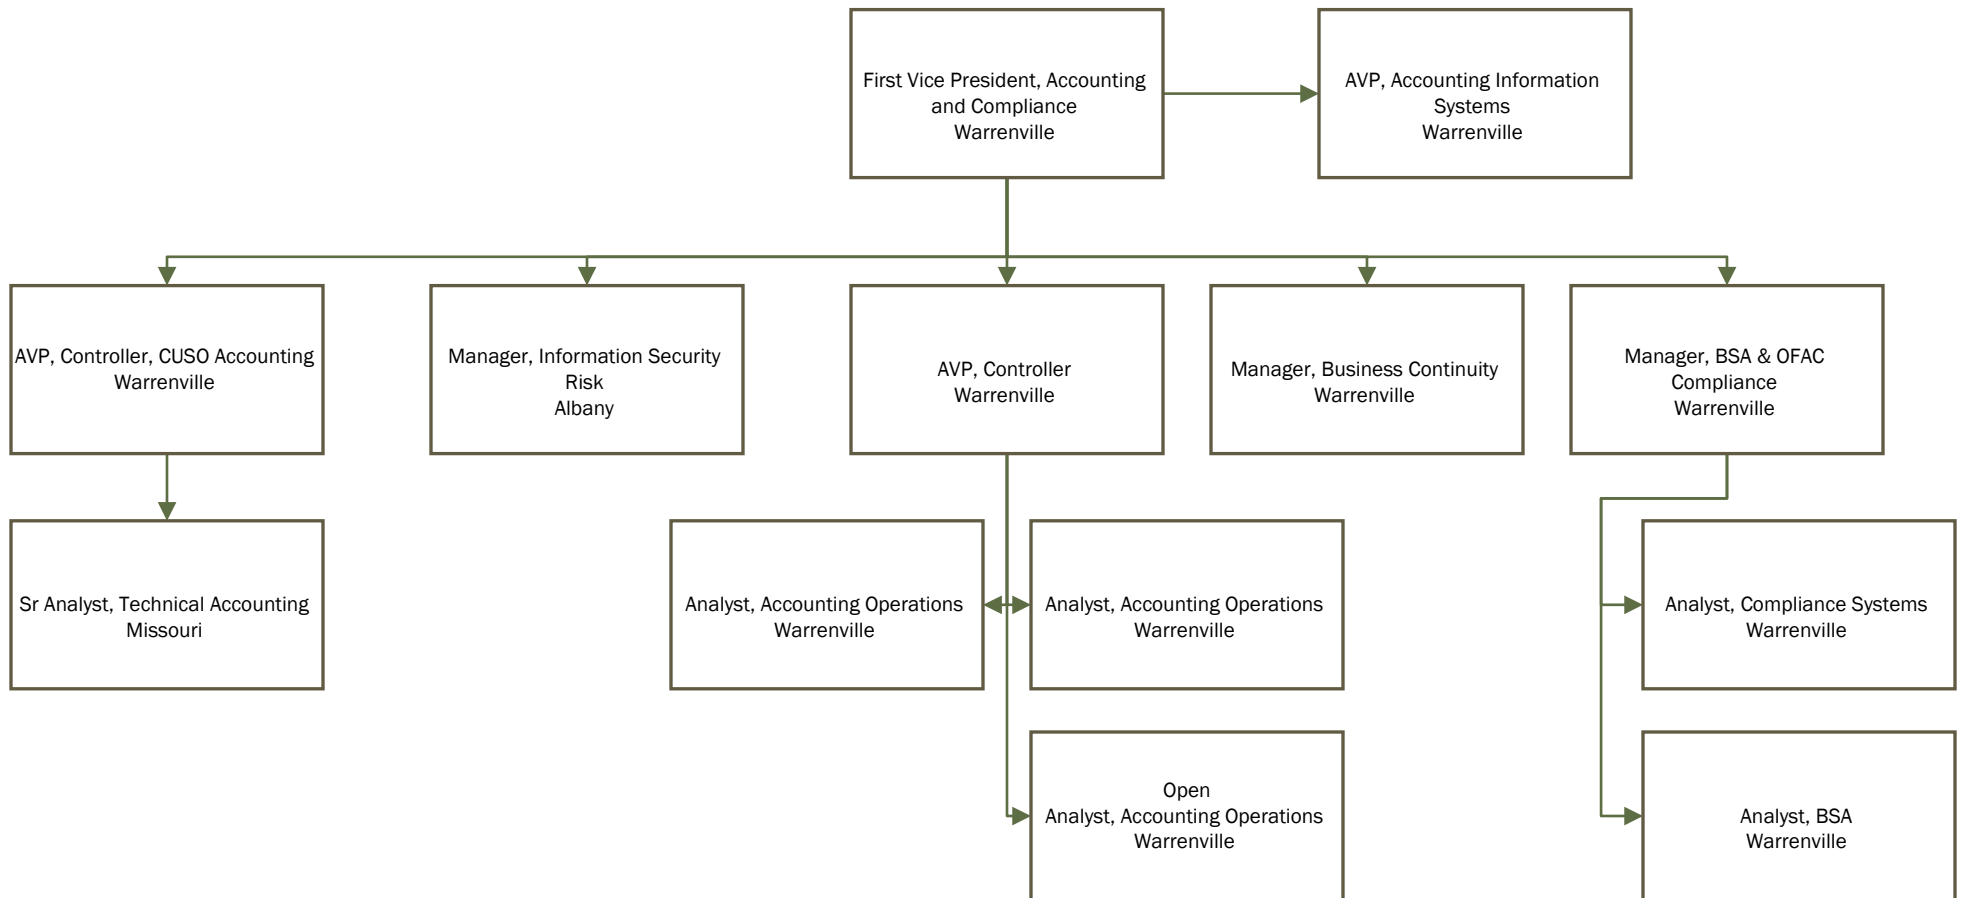 First Vice President, Accounting
and Compliance
Warrenville
AVP, Accounting Information
Systems
Warrenville
AVP, Controller, CUSO Accounting
Warrenville
Manager, Information Security
Risk
Albany
AVP, Controller
Warrenville
Manager, Business Continuity
Warrenville
Manager, BSA & OFAC
Compliance
Warrenville
Sr Analyst, Technical Accounting
Missouri
Analyst, Accounting Operations
Warrenville
Analyst, Accounting Operations
Warrenville
Analyst, Compliance Systems
Warrenville
Open
Analyst, Accounting Operations
Warrenville
Analyst, BSA
Warrenville